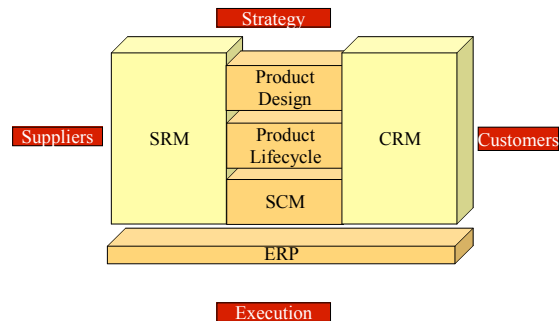 Strategy
Product
Design
Suppliers
SRM
Product
Lifecycle
CRM
Customers
SCM
ERP
Execution